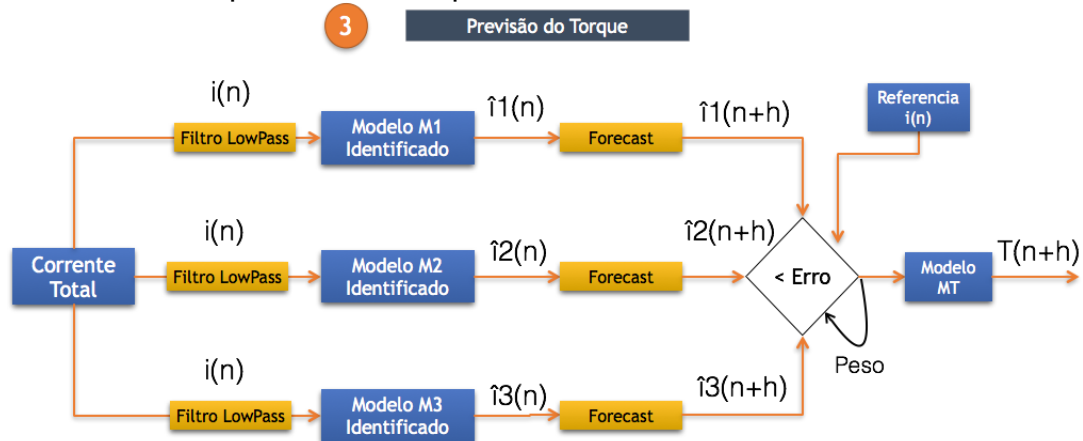 3
Previsão do Torque
i(n)
Filtro LowPass
Modelo M1
Identificado
î1(n)
Forecast
î1(n+h)
Referencia
i(n)
Corrente
Total
i(n)
Filtro LowPass
Modelo M2
Identificado
î2(n)
Forecast
î2(n+h)
< Erro
Peso
Modelo
MT
T(n+h)
i(n)
Filtro LowPass
Modelo M3
Identificado
î3(n)
Forecast
î3(n+h)